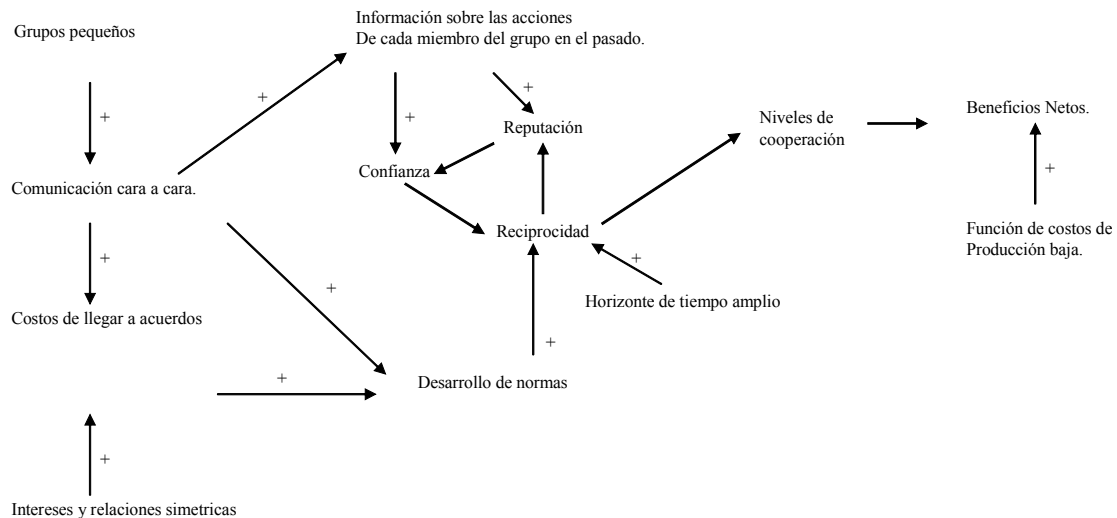 Grupos pequeños
Información sobre las acciones
De cada miembro del grupo en el pasado.
+
+
+
+
Reputación
Niveles de
cooperación
Beneficios Netos.
Confianza
+
Comunicación cara a cara.
Reciprocidad
Función de costos de
Producción baja.
+
+
+
Horizonte de tiempo amplio
Costos de llegar a acuerdos
+
+
Desarrollo de normas
+
Intereses y relaciones simetricas